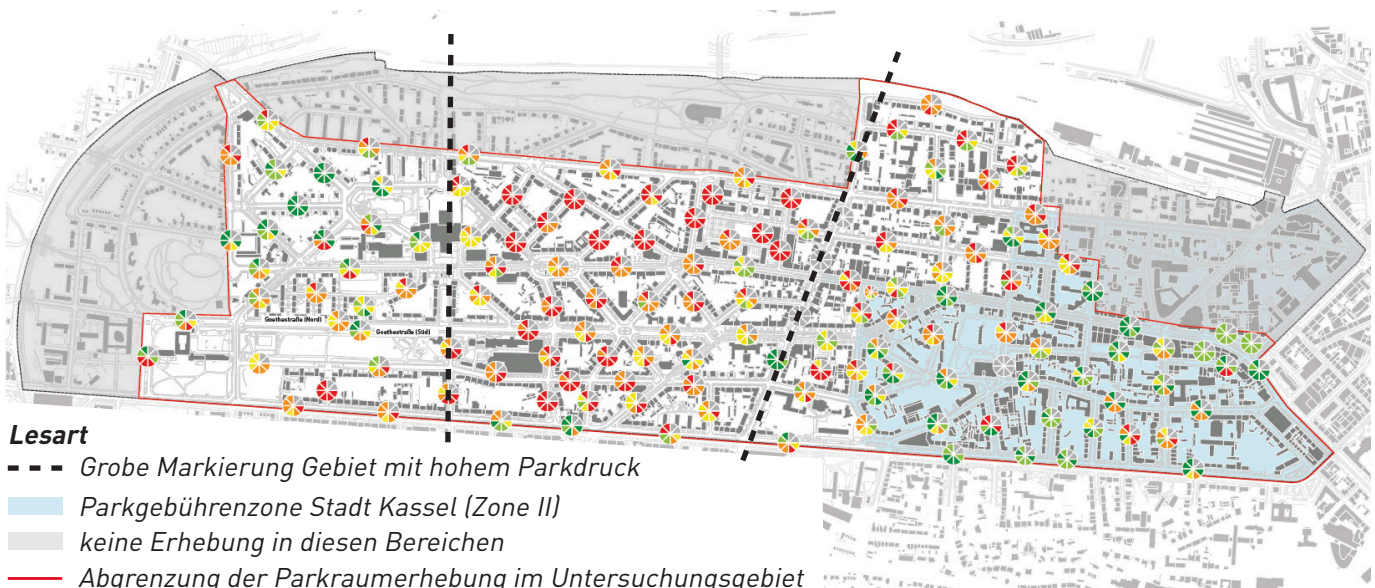 Goethestraße (Nord)
Goethestraße (Süd)
Lesart
Grobe Markierung Gebiet mit hohem Parkdruck
Parkgebührenzone Stadt Kassel (Zone II)
keine Erhebung in diesen Bereichen
Abgrenzung der Parkraumerhebung im Untersuchungsgebiet